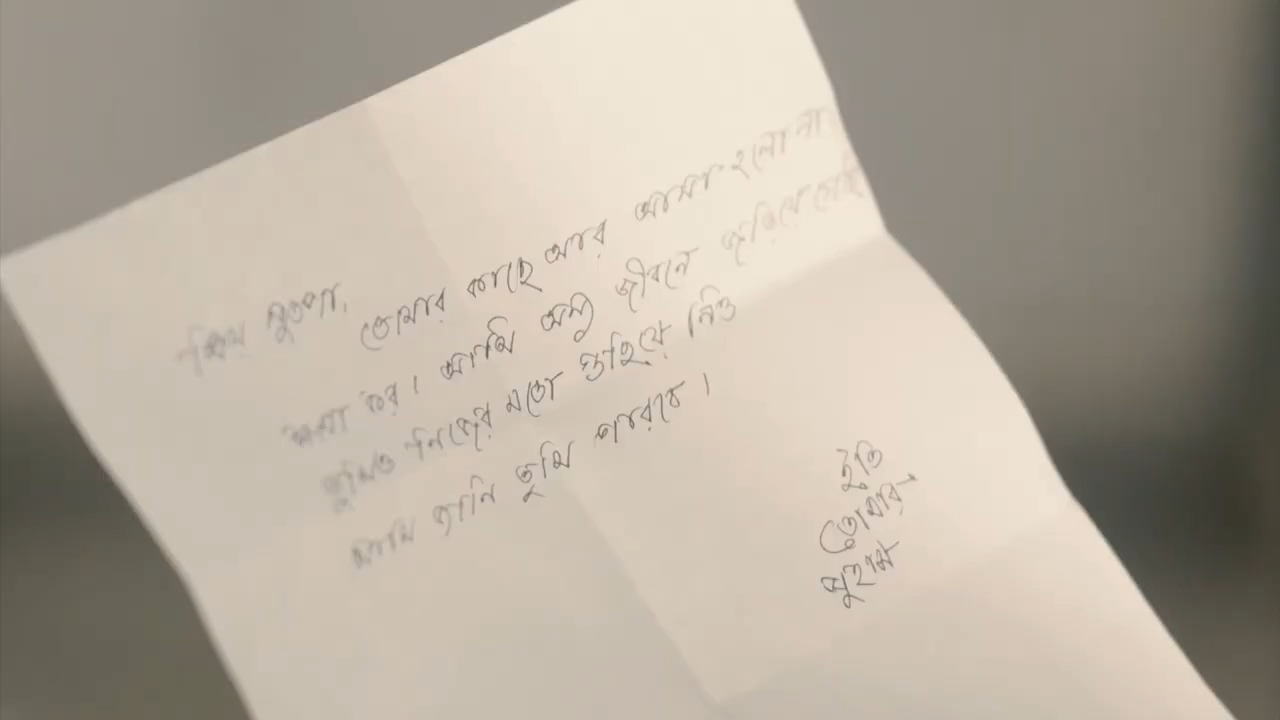 প্রিয় সুতপা,
তোমার কাছে আর আসা হলো না
ক্ষমা কর। আমি অন্য জীবনে জড়িয়ে গেছি
তুমিও নিজের মতো গুছিয়ে নিও
আমি জানি তুমি পারবে।
ইতি
তোমার
সুহাস